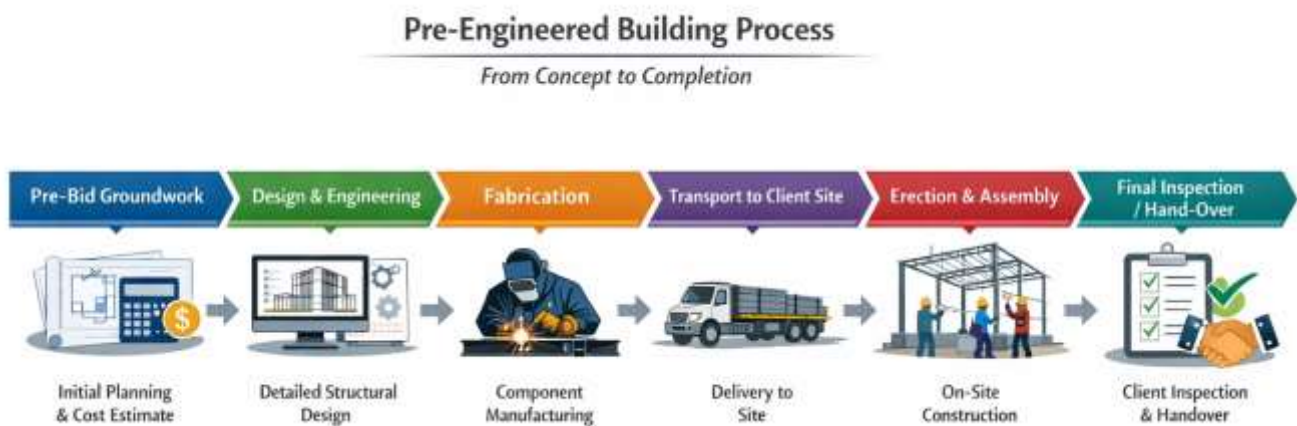 Pre-Engineered Building Process
From Concept to Completion
Pre-Bid Groundwork
Design & Engineering
Fabrication
Transport to Client Site
Erection & Assembly
Final Inspection
/ Hand-Over
$
Initial Planning
& Cost Estimate
Detailed Structural
Design
Component
Manufacturing
Delivery to
Site
On-Site
Construction
Client Inspection
& Handover